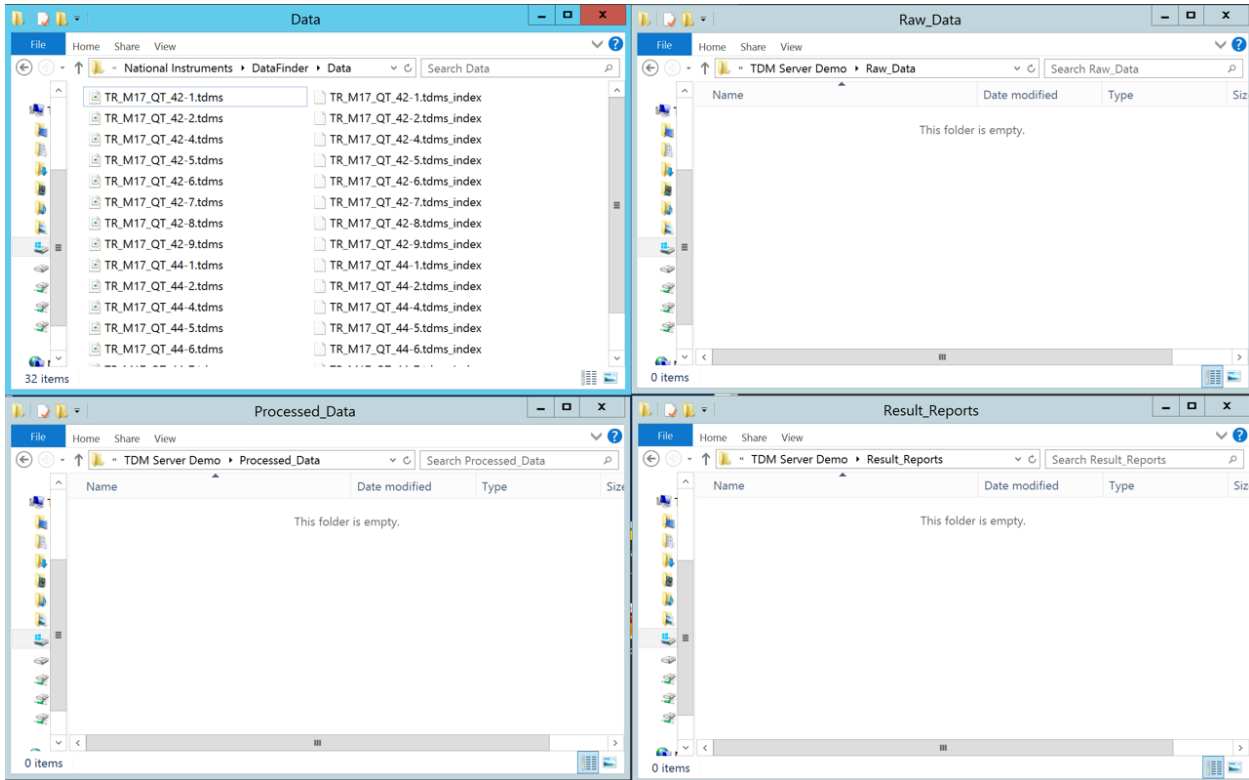 Data
File Home Share View
« National Instruments ▸ DataFinder ▸ Data Search Data
TR_M17_QT_42-1.tdms TR_M17_QT_42-1.tdms_index
TR_M17_QT_42-2.tdms TR_M17_QT_42-2.tdms_index
TR_M17_QT_42-4.tdms TR_M17_QT_42-4.tdms_index
TR_M17_QT_42-5.tdms TR_M17_QT_42-5.tdms_index
TR_M17_QT_42-6.tdms TR_M17_QT_42-6.tdms_index
TR_M17_QT_42-7.tdms TR_M17_QT_42-7.tdms_index
TR_M17_QT_42-8.tdms TR_M17_QT_42-8.tdms_index
TR_M17_QT_42-9.tdms TR_M17_QT_42-9.tdms_index
TR_M17_QT_44-1.tdms TR_M17_QT_44-1.tdms_index
TR_M17_QT_44-2.tdms TR_M17_QT_44-2.tdms_index
TR_M17_QT_44-4.tdms TR_M17_QT_44-4.tdms_index
TR_M17_QT_44-5.tdms TR_M17_QT_44-5.tdms_index
TR_M17_QT_44-6.tdms TR_M17_QT_44-6.tdms_index
32 items
Raw_Data
File Home Share View
« TDM Server Demo ▸ Raw_Data Search Raw_Data
Name Date modified Type Siz
This folder is empty.
0 items
Processed_Data
File Home Share View
« TDM Server Demo ▸ Processed_Data Search Processed_Data
Name Date modified Type Size
This folder is empty.
0 items
Result_Reports
File Home Share View
« TDM Server Demo ▸ Result_Reports Search Result_Reports
Name Date modified Type Siz
This folder is empty.
0 items